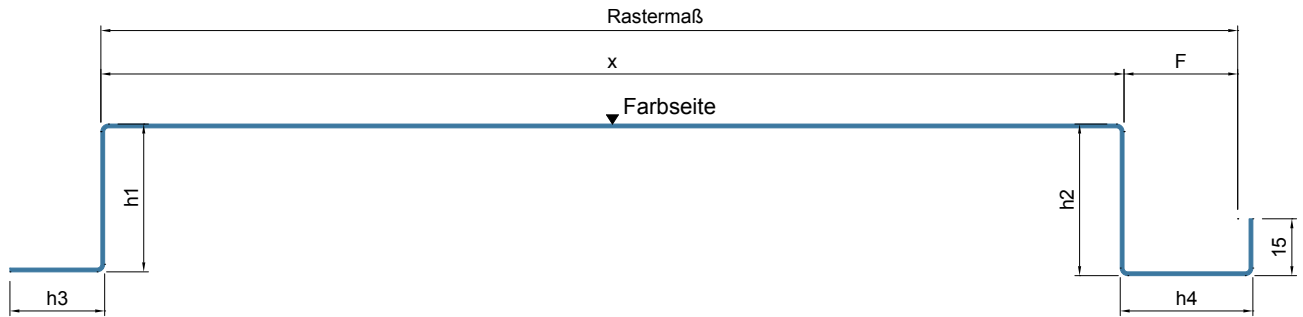 Rastermaß
x
F
Farbseite
h1
h2
15
h3
h4